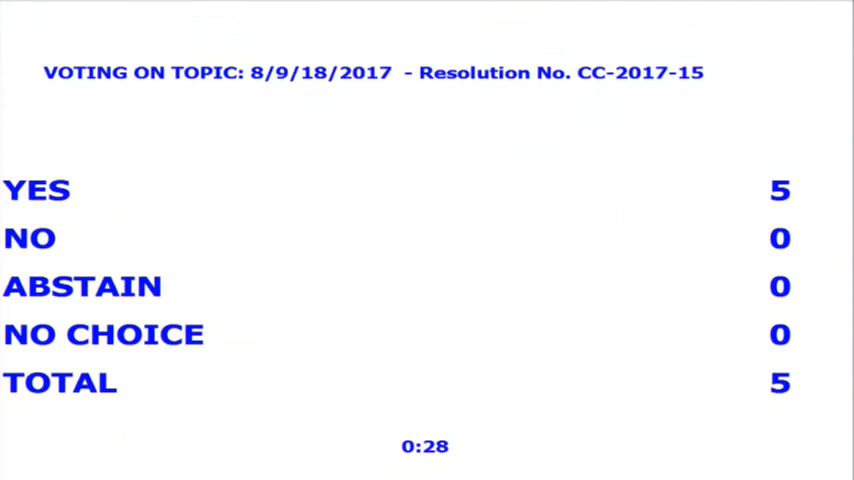 VOTING ON TOPIC: 8/9/18/2017 - Resolution No. CC-2017-15
YES 5
NO 0
ABSTAIN 0
NO CHOICE 0
TOTAL 5
0:28